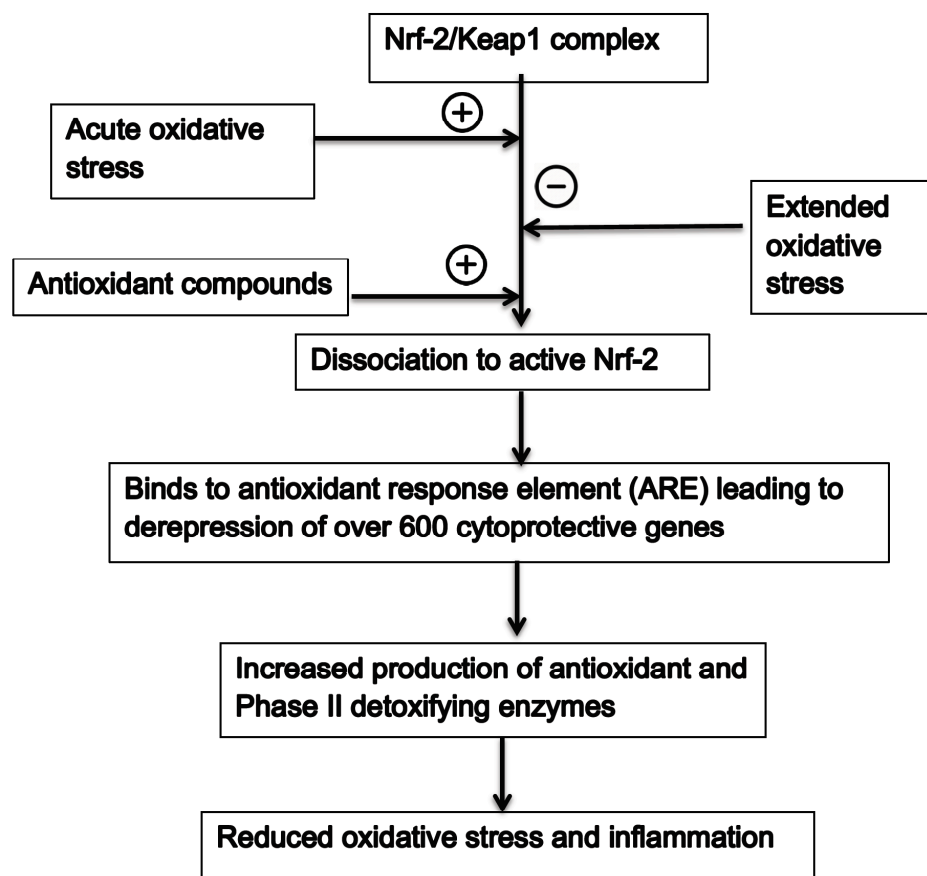 Nrf-2/Keap1 complex
Acute oxidative
stress
+
−
Extended
oxidative
stress
+
Antioxidant compounds
Dissociation to active Nrf-2
Binds to antioxidant response element (ARE) leading to
derepression of over 600 cytoprotective genes
Increased production of antioxidant and
Phase II detoxifying enzymes
Reduced oxidative stress and inflammation